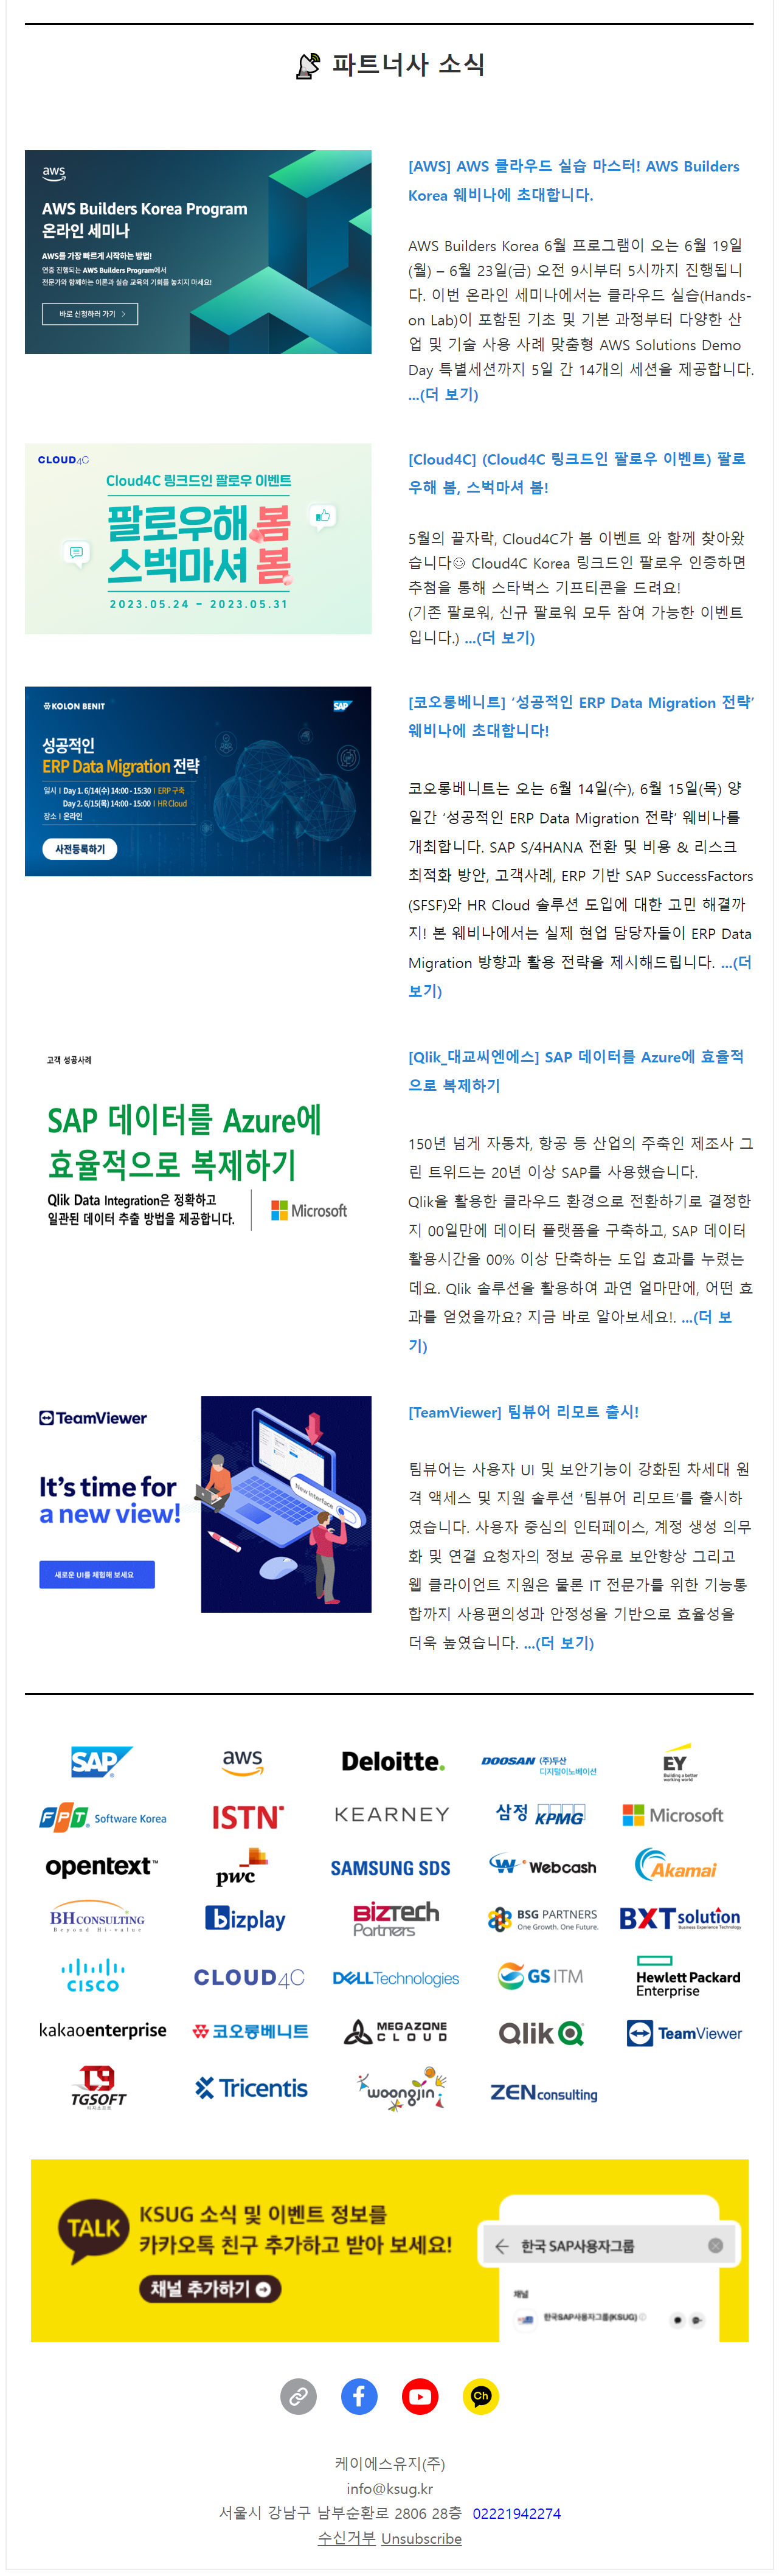 파트너사 소식
aws
AWS Builders Korea Program
온라인 세미나
AWS를 가장 빠르게 시작하는 방법!
연중 진행되는 AWS Builders Program에서
전문가와 함께하는 이론과 실습 교육의 기회를 놓치지 마세요!
바로 신청하러 가기 >
[AWS] AWS 클라우드 실습 마스터! AWS Builders
Korea 웨비나에 초대합니다.
AWS Builders Korea 6월 프로그램이 오는 6월 19일
(월) – 6월 23일(금) 오전 9시부터 5시까지 진행됩니
다. 이번 온라인 세미나에서는 클라우드 실습(Hands-
on Lab)이 포함된 기초 및 기본 과정부터 다양한 산
업 및 기술 사용 사례 맞춤형 AWS Solutions Demo
Day 특별세션까지 5일 간 14개의 세션을 제공합니다.
...(더 보기)
CLOUD4C
Cloud4C 링크드인 팔로우 이벤트
팔로우해 봄
스벅마셔 봄
2023.05.24 – 2023.05.31
[Cloud4C] (Cloud4C 링크드인 팔로우 이벤트) 팔로
우해 봄, 스벅마셔 봄!
5월의 끝자락, Cloud4C가 봄 이벤트 와 함께 찾아왔
습니다☺ Cloud4C Korea 링크드인 팔로우 인증하면
추첨을 통해 스타벅스 기프티콘을 드려요!
(기존 팔로워, 신규 팔로워 모두 참여 가능한 이벤트
입니다.) ...(더 보기)
KOLON BENIT
SAP
성공적인
ERP Data Migration 전략
일시 | Day 1. 6/14(수) 14:00 - 15:30 | ERP 구축
Day 2. 6/15(목) 14:00 - 15:00 | HR Cloud
장소 | 온라인
사전등록하기
[코오롱베니트] ‘성공적인 ERP Data Migration 전략’
웨비나에 초대합니다!
코오롱베니트는 오는 6월 14일(수), 6월 15일(목) 양
일간 ‘성공적인 ERP Data Migration 전략’ 웨비나를
개최합니다. SAP S/4HANA 전환 및 비용 & 리스크
최적화 방안, 고객사례, ERP 기반 SAP SuccessFactors
(SFSF)와 HR Cloud 솔루션 도입에 대한 고민 해결까
지! 본 웨비나에서는 실제 현업 담당자들이 ERP Data
Migration 방향과 활용 전략을 제시해드립니다. ...(더
보기)
고객 성공사례
SAP 데이터를 Azure에
효율적으로 복제하기
Qlik Data Integration은 정확하고
일관된 데이터 추출 방법을 제공합니다.
Microsoft
[Qlik_대교씨엔에스] SAP 데이터를 Azure에 효율적
으로 복제하기
150년 넘게 자동차, 항공 등 산업의 주축인 제조사 그
린 트위드는 20년 이상 SAP를 사용했습니다.
Qlik을 활용한 클라우드 환경으로 전환하기로 결정한
지 00일만에 데이터 플랫폼을 구축하고, SAP 데이터
활용시간을 00% 이상 단축하는 도입 효과를 누렸는
데요. Qlik 솔루션을 활용하여 과연 얼마만에, 어떤 효
과를 얻었을까요? 지금 바로 알아보세요!. ...(더 보
기)
TeamViewer
It’s time for
a new view!
새로운 UI를 체험해 보세요
New interface
[TeamViewer] 팀뷰어 리모트 출시!
팀뷰어는 사용자 UI 및 보안기능이 강화된 차세대 원
격 액세스 및 지원 솔루션 ‘팀뷰어 리모트’를 출시하
였습니다. 사용자 중심의 인터페이스, 계정 생성 의무
화 및 연결 요청자의 정보 공유로 보안향상 그리고
웹 클라이언트 지원은 물론 IT 전문가를 위한 기능통
합까지 사용편의성과 안정성을 기반으로 효율성을
더욱 높였습니다. ...(더 보기)
SAP aws Deloitte. DOOSAN (주)두산 디지털이노베이션 EY Building a better working world
FPT Software Korea ISTN KEARNEY 삼정 KPMG Microsoft
opentext™ pwc SAMSUNG SDS Webcash Akamai
BH CONSULTING Beyond Hi-value bizplay BIZTECH Partners BSG PARTNERS One Growth. One Future. BXT solution Business Experience Technology
CISCO CLOUD4C DELL Technologies GS ITM Hewlett Packard Enterprise
kakaoenterprise 코오롱베니트 MEGAZONE CLOUD Qlik TeamViewer
TGSOFT Tricentis woongjin ZEN consulting
TALK
KSUG 소식 및 이벤트 정보를
카카오톡 친구 추가하고 받아 보세요!
채널 추가하기
한국 SAP사용자그룹
채널
한국SAP사용자그룹(KSUG)
Ch
케이에스유지(주)
info@ksug.kr
서울시 강남구 남부순환로 2806 28층 02221942274
수신거부 Unsubscribe